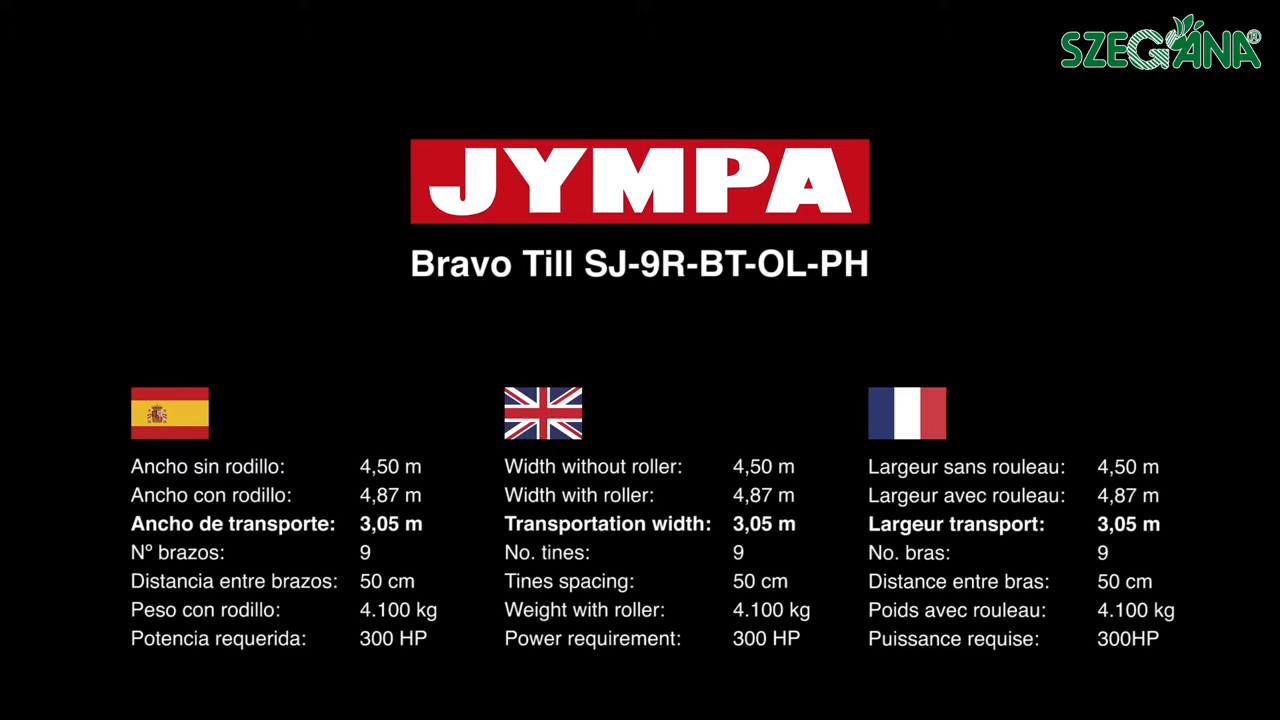 SZEGÁNA®
JYMPA
Bravo Till SJ-9R-BT-OL-PH
Ancho sin rodillo: 4,50 m
Ancho con rodillo: 4,87 m
Ancho de transporte: 3,05 m
Nº brazos: 9
Distancia entre brazos: 50 cm
Peso con rodillo: 4.100 kg
Potencia requerida: 300 HP
Width without roller: 4,50 m
Width with roller: 4,87 m
Transportation width: 3,05 m
No. tines: 9
Tines spacing: 50 cm
Weight with roller: 4.100 kg
Power requirement: 300 HP
Largeur sans rouleau: 4,50 m
Largeur avec rouleau: 4,87 m
Largeur transport: 3,05 m
No. bras: 9
Distance entre bras: 50 cm
Poids avec rouleau: 4.100 kg
Puissance requise: 300HP